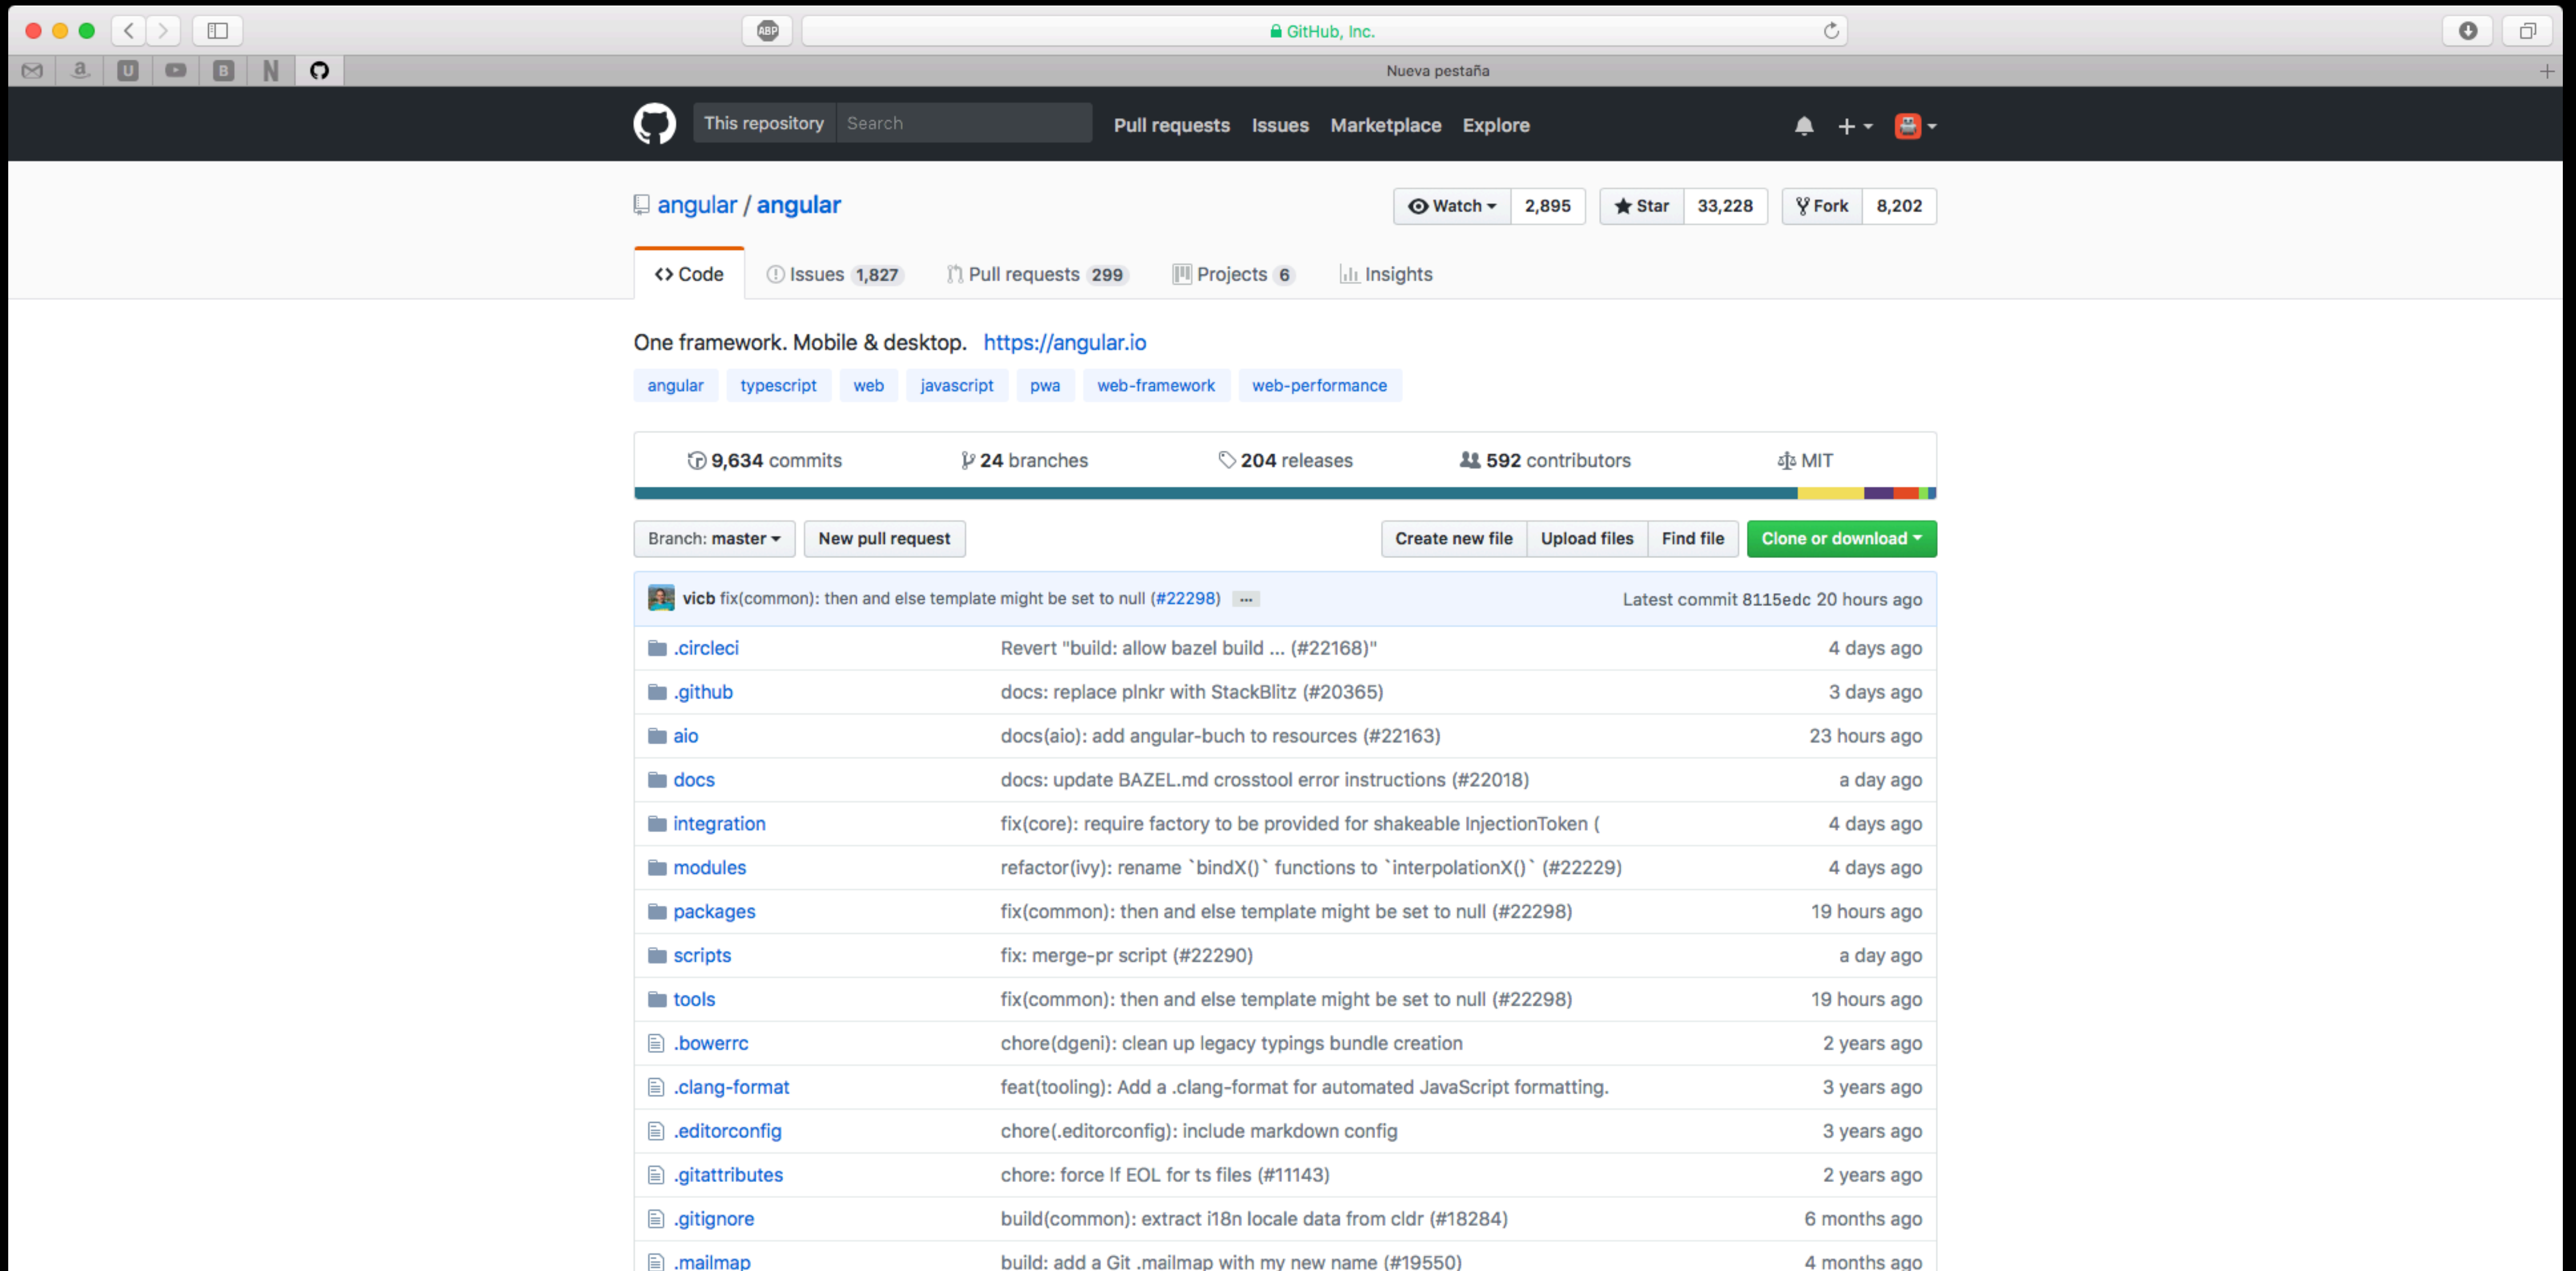 ABP GitHub, Inc.
a U B N Nueva pestaña
This repository Search Pull requests Issues Marketplace Explore
angular / angular Watch 2,895 Star 33,228 Fork 8,202
Code Issues 1,827 Pull requests 299 Projects 6 Insights
One framework. Mobile & desktop. https://angular.io
angular typescript web javascript pwa web-framework web-performance
9,634 commits 24 branches 204 releases 592 contributors MIT
Branch: master New pull request Create new file Upload files Find file Clone or download
vicb fix(common): then and else template might be set to null (#22298) ... Latest commit 8115edc 20 hours ago
.circleci Revert "build: allow bazel build ... (#22168)" 4 days ago
.github docs: replace plnkr with StackBlitz (#20365) 3 days ago
aio docs(aio): add angular-buch to resources (#22163) 23 hours ago
docs docs: update BAZEL.md crosstool error instructions (#22018) a day ago
integration fix(core): require factory to be provided for shakeable InjectionToken ( 4 days ago
modules refactor(ivy): rename `bindX()` functions to `interpolationX()` (#22229) 4 days ago
packages fix(common): then and else template might be set to null (#22298) 19 hours ago
scripts fix: merge-pr script (#22290) a day ago
tools fix(common): then and else template might be set to null (#22298) 19 hours ago
.bowerrc chore(dgeni): clean up legacy typings bundle creation 2 years ago
.clang-format feat(tooling): Add a .clang-format for automated JavaScript formatting. 3 years ago
.editorconfig chore(.editorconfig): include markdown config 3 years ago
.gitattributes chore: force lf EOL for ts files (#11143) 2 years ago
.gitignore build(common): extract i18n locale data from cldr (#18284) 6 months ago
.mailmap build: add a Git .mailmap with my new name (#19550) 4 months ago